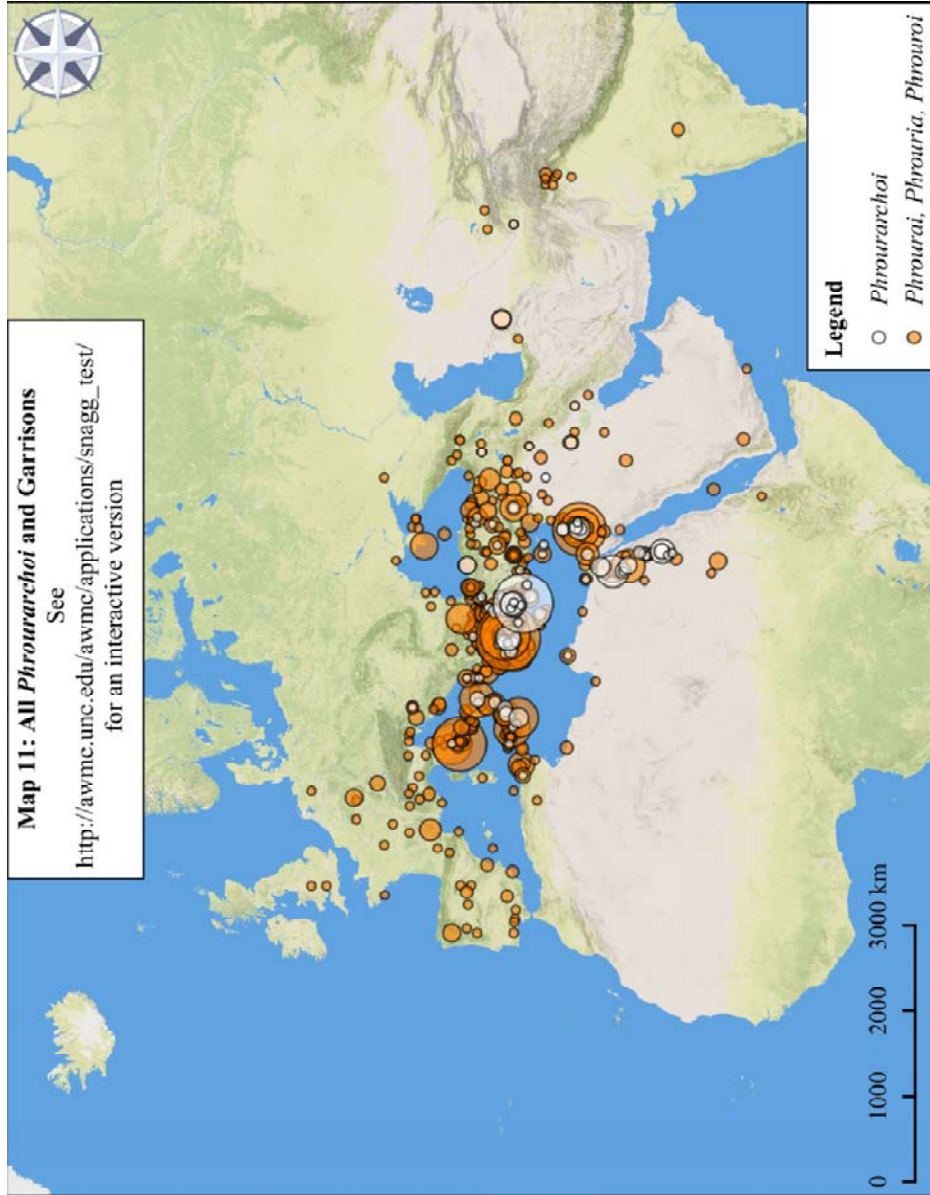 Map 11: All Phrourarchoi and Garrisons
See
http://awmc.unc.edu/awmc/applications/snagg_test/
for an interactive version
Legend
Phrourarchoi
Phrourai, Phrouria, Phrouroi
0 1000 2000 3000 km